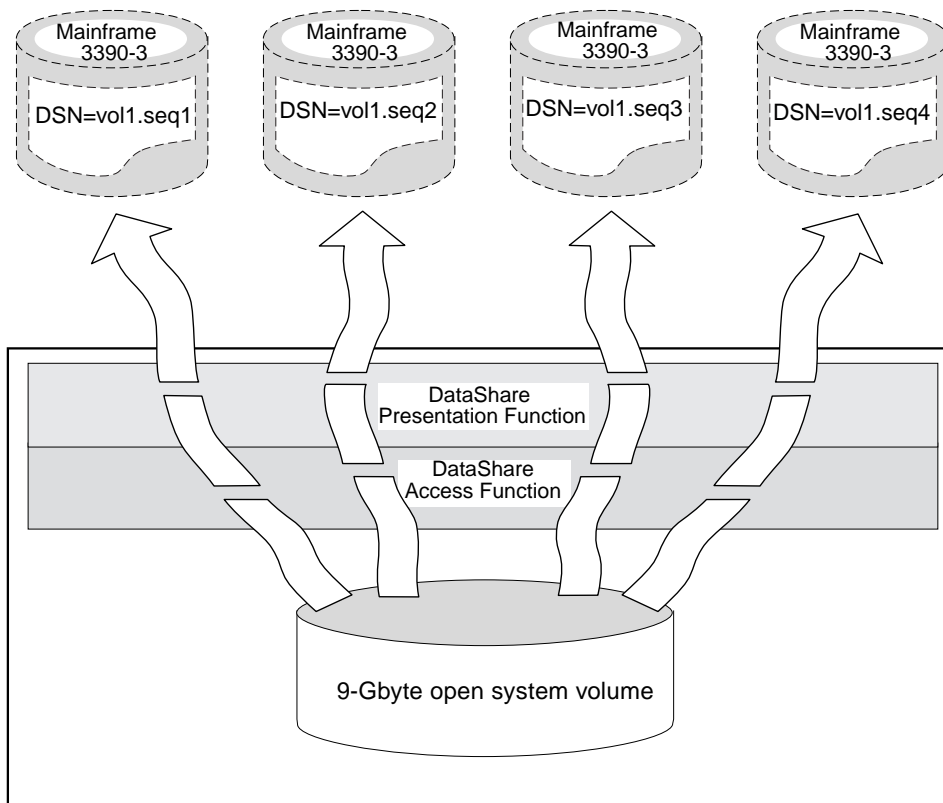 Mainframe
3390-3
DSN=vol1.seq1
Mainframe
3390-3
DSN=vol1.seq2
Mainframe
3390-3
DSN=vol1.seq3
Mainframe
3390-3
DSN=vol1.seq4
DataShare
Presentation Function
DataShare
Access Function
9-Gbyte open system volume